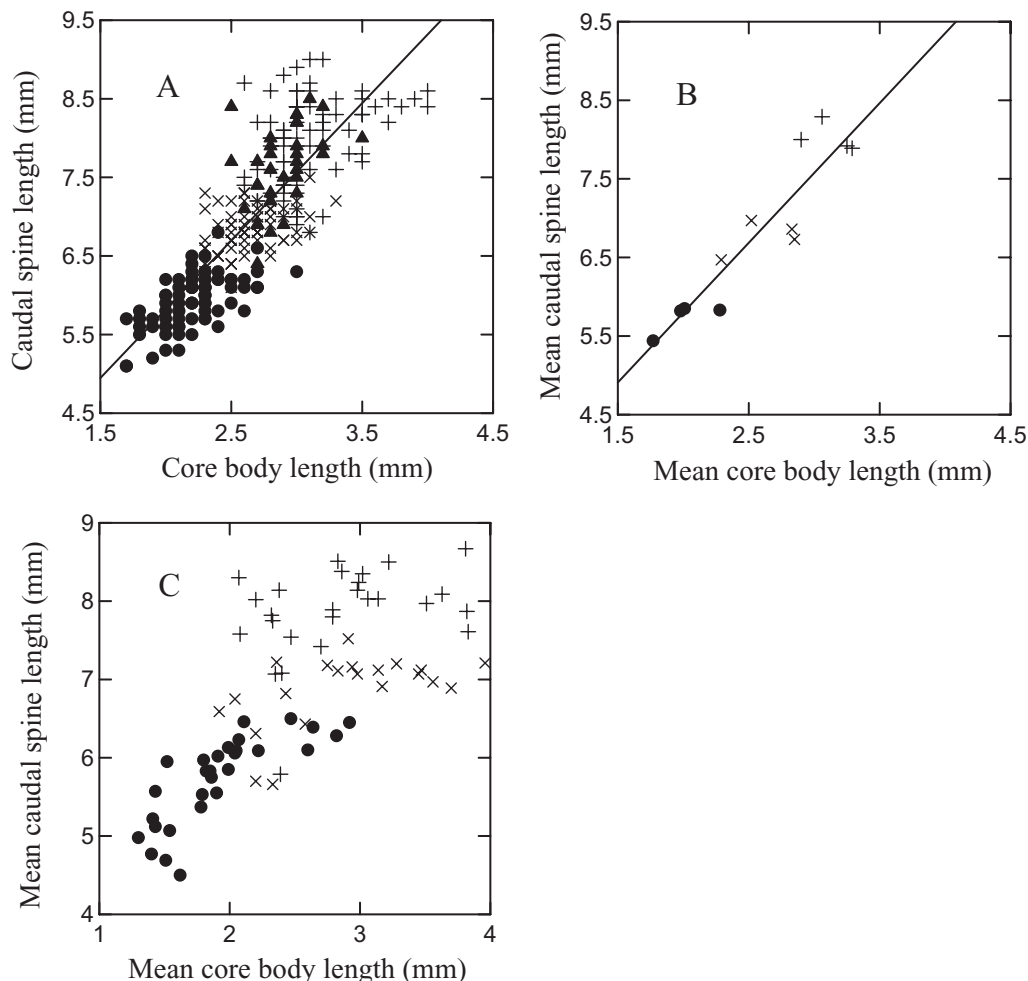 A
Caudal spine length (mm)
9.5
8.5
7.5
6.5
5.5
4.5
1.5 2.5 3.5 4.5
Core body length (mm)
B
Mean caudal spine length (mm)
9.5
8.5
7.5
6.5
5.5
4.5
1.5 2.5 3.5 4.5
Mean core body length (mm)
C
Mean caudal spine length (mm)
9
8
7
6
5
4
1 2 3 4
Mean core body length (mm)